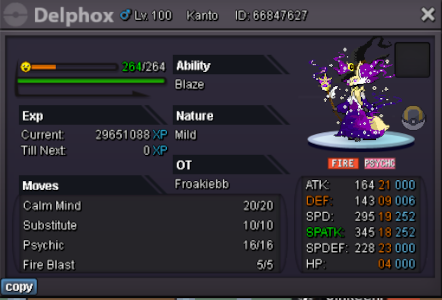 Delphox Lv. 100 Kanto ID: 66847627
264/264
Ability
Blaze
Exp
Current: 29651088 XP
Till Next: 0 XP
Nature
Mild
OT
Froakiebb
Moves
Calm Mind 20/20
Substitute 10/10
Psychic 16/16
Fire Blast 5/5
FIRE PSYCHC
ATK: 164 21 000
DEF: 143 09 006
SPD: 295 19 252
SPATK: 345 18 252
SPDEF: 228 23 000
HP: 04 000
copy